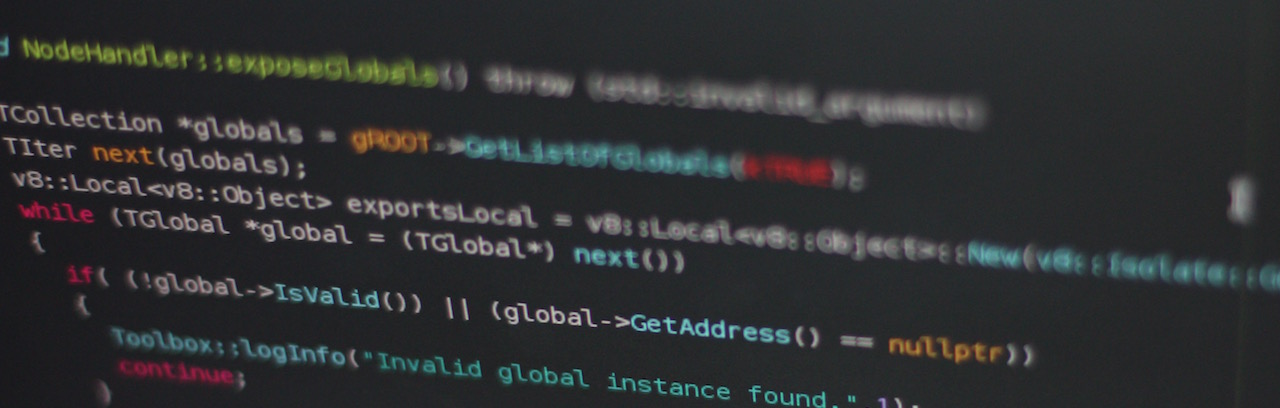 d NodeHandler::exposeGlobals() throw (std::invalid_argument)
TCollection *globals = gROOT->GetListOfGlobals(kTRUE);
TIter next(globals);
v8::Local<v8::Object> exportsLocal = v8::Local<v8::Object>::New(v8::Isolate::G
while (TGlobal *global = (TGlobal*) next())
{
if( (!global->IsValid()) || (global->GetAddress() == nullptr))
{
Toolbox::logInfo("Invalid global instance found." 1);
continue;
}